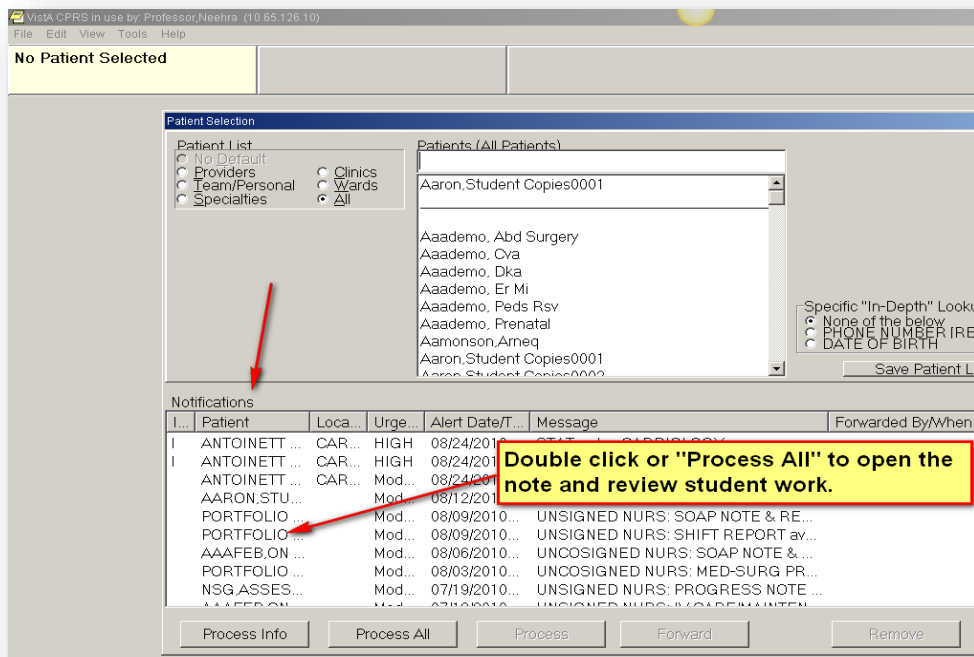 VistA CPRS in use by: Professor,Neehra (10.65.126.10)
File Edit View Tools Help
No Patient Selected
Patient Selection
Patient List
No Default
Providers
Clinics
Team/Personal
Wards
Specialties
All
Patients (All Patients)
Aaron,Student Copies0001
Aaademo, Abd Surgery
Aaademo, Cva
Aaademo, Dka
Aaademo, Er Mi
Aaademo, Peds Rsv
Aaademo, Prenatal
Aamonson,Arneq
Aaron,Student Copies0001
Aaron,Student Copies0002
Specific "In-Depth" Looku
None of the below
PHONE NUMBER [RE
DATE OF BIRTH
Save Patient L
Notifications
I... Patient Loca... Urge... Alert Date/T... Message Forwarded By/When
I ANTOINETT ... CAR... HIGH 08/24/201
I ANTOINETT ... CAR... HIGH 08/24/201
ANTOINETT ... CAR... Mod... 08/24/201
AARON,STU... Mod... 08/12/201
Double click or "Process All" to open the
note and review student work.
PORTFOLIO ... Mod... 08/09/2010... UNSIGNED NURS: SOAP NOTE & RE...
PORTFOLIO ... Mod... 08/09/2010... UNSIGNED NURS: SHIFT REPORT av...
AAAFEB,ON ... Mod... 08/06/2010... UNCOSIGNED NURS: SOAP NOTE & ...
PORTFOLIO ... Mod... 08/03/2010... UNCOSIGNED NURS: MED-SURG PR...
NSG,ASSES... Mod... 07/19/2010... UNSIGNED NURS: PROGRESS NOTE ...
Process Info Process All Process Forward Remove